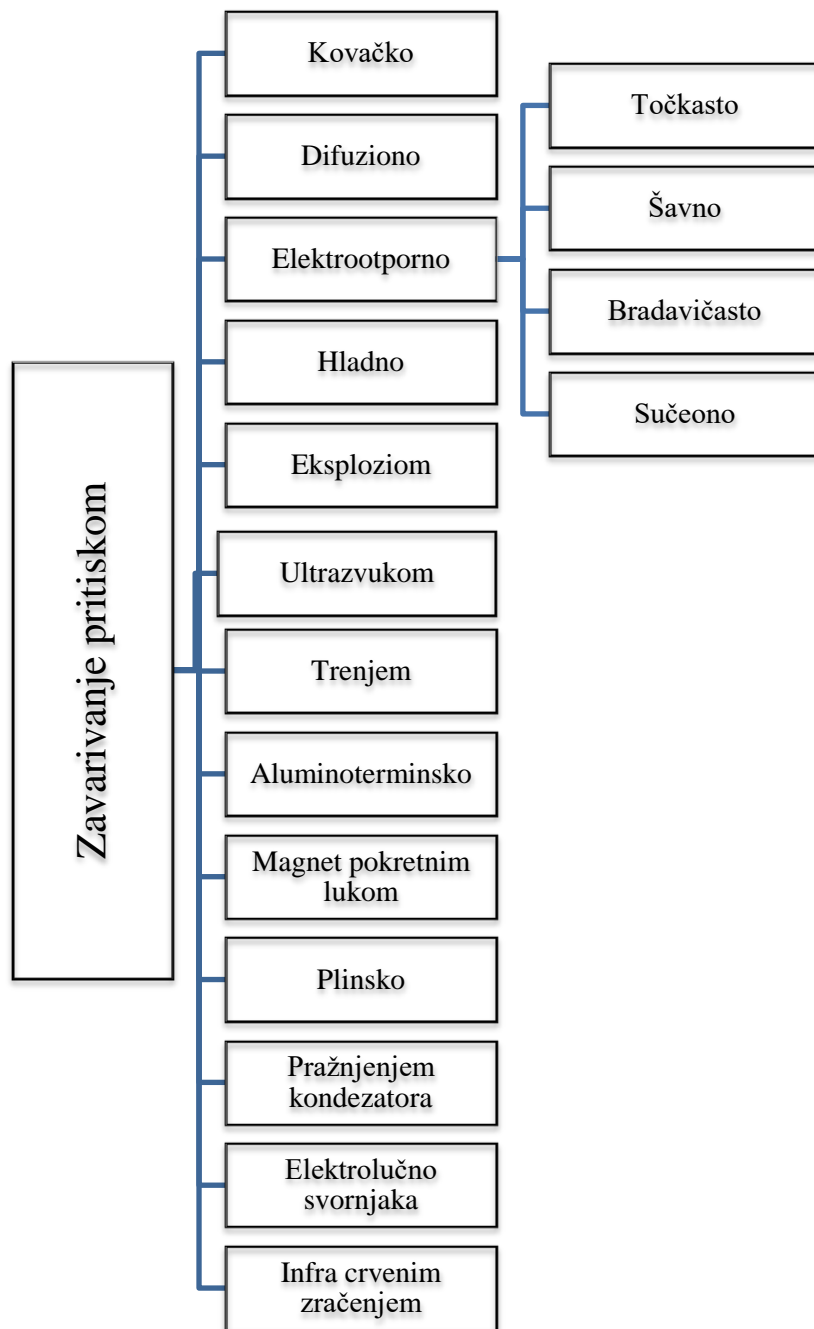 Zavarivanje pritiskom
Kovačko
Difuziono
Elektrootporno
Točkasto
Šavno
Bradavičasto
Sučeono
Hladno
Eksploziom
Ultrazvukom
Trenjem
Aluminoterminsko
Magnet pokretnim
lukom
Plinsko
Pražnjenjem
kondezatora
Elektrolučno
svornjaka
Infra crvenim
zračenjem